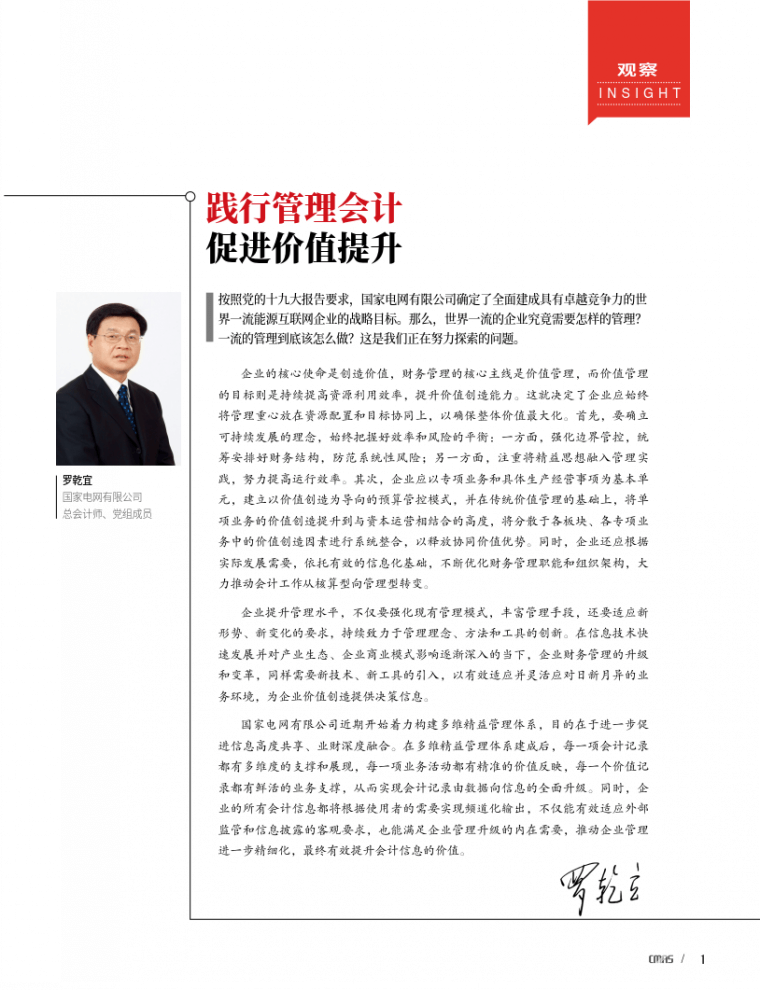 观察
INSIGHT
践行管理会计
促进价值提升
按照党的十九大报告要求，国家电网有限公司确定了全面建成具有卓越竞争力的世
界一流能源互联网企业的战略目标。那么，世界一流的企业究竟需要怎样的管理？
一流的管理到底该怎么做？这是我们正在努力探索的问题。
罗乾宜
国家电网有限公司
总会计师、党组成员
企业的核心使命是创造价值，财务管理的核心主线是价值管理，而价值管理
的目标则是持续提高资源利用效率，提升价值创造能力。这就决定了企业应始终
将管理重心放在资源配置和目标协同上，以确保整体价值最大化。首先，要确立
可持续发展的理念，始终把握好效率和风险的平衡：一方面，强化边界管控，统
筹安排好财务结构，防范系统性风险；另一方面，注重将精益思想融入管理实
践，努力提高运行效率。其次，企业应以专项业务和具体生产经营事项为基本单
元，建立以价值创造为导向的预算管控模式，并在传统价值管理的基础上，将单
项业务的价值创造提升到与资本运营相结合的高度，将分散于各板块、各专项业
务中的价值创造因素进行系统整合，以释放协同价值优势。同时，企业还应根据
实际发展需要，依托有效的信息化基础，不断优化财务管理职能和组织架构，大
力推动会计工作从核算型向管理型转变。
企业提升管理水平，不仅要强化现有管理模式，丰富管理手段，还要适应新
形势、新变化的要求，持续致力于管理理念、方法和工具的创新。在信息技术快
速发展并对产业生态、企业商业模式影响逐渐深入的当下，企业财务管理的升级
和变革，同样需要新技术、新工具的引入，以有效适应并灵活应对日新月异的业
务环境，为企业价值创造提供决策信息。
国家电网有限公司近期开始着力构建多维精益管理体系，目的在于进一步促
进信息高度共享、业财深度融合。在多维精益管理体系建成后，每一项会计记录
都有多维度的支撑和展现，每一项业务活动都有精准的价值反映，每一个价值记
录都有鲜活的业务支撑，从而实现会计记录由数据向信息的全面升级。同时，企
业的所有会计信息都将根据使用者的需要实现频道化输出，不仅能有效适应外部
监管和信息披露的客观要求，也能满足企业管理升级的内在需要，推动企业管理
进一步精细化，最终有效提升会计信息的价值。
罗乾宜
CMAS / 1